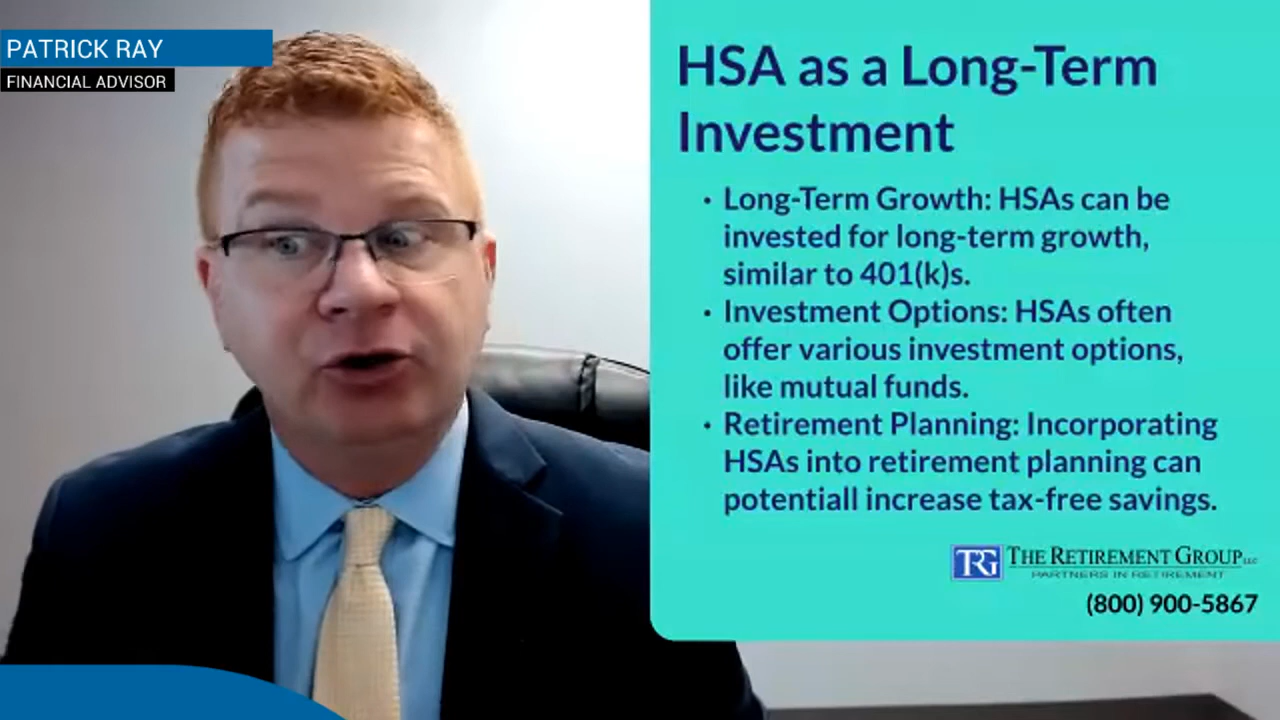 PATRICK RAY
FINANCIAL ADVISOR
HSA as a Long-Term
Investment
• Long-Term Growth: HSAs can be
invested for long-term growth,
similar to 401(k)s.
• Investment Options: HSAs often
offer various investment options,
like mutual funds.
• Retirement Planning: Incorporating
HSAs into retirement planning can
potentiall increase tax-free savings.
TRG THE RETIREMENT GROUP LLC
PARTNERS IN RETIREMENT
(800) 900-5867